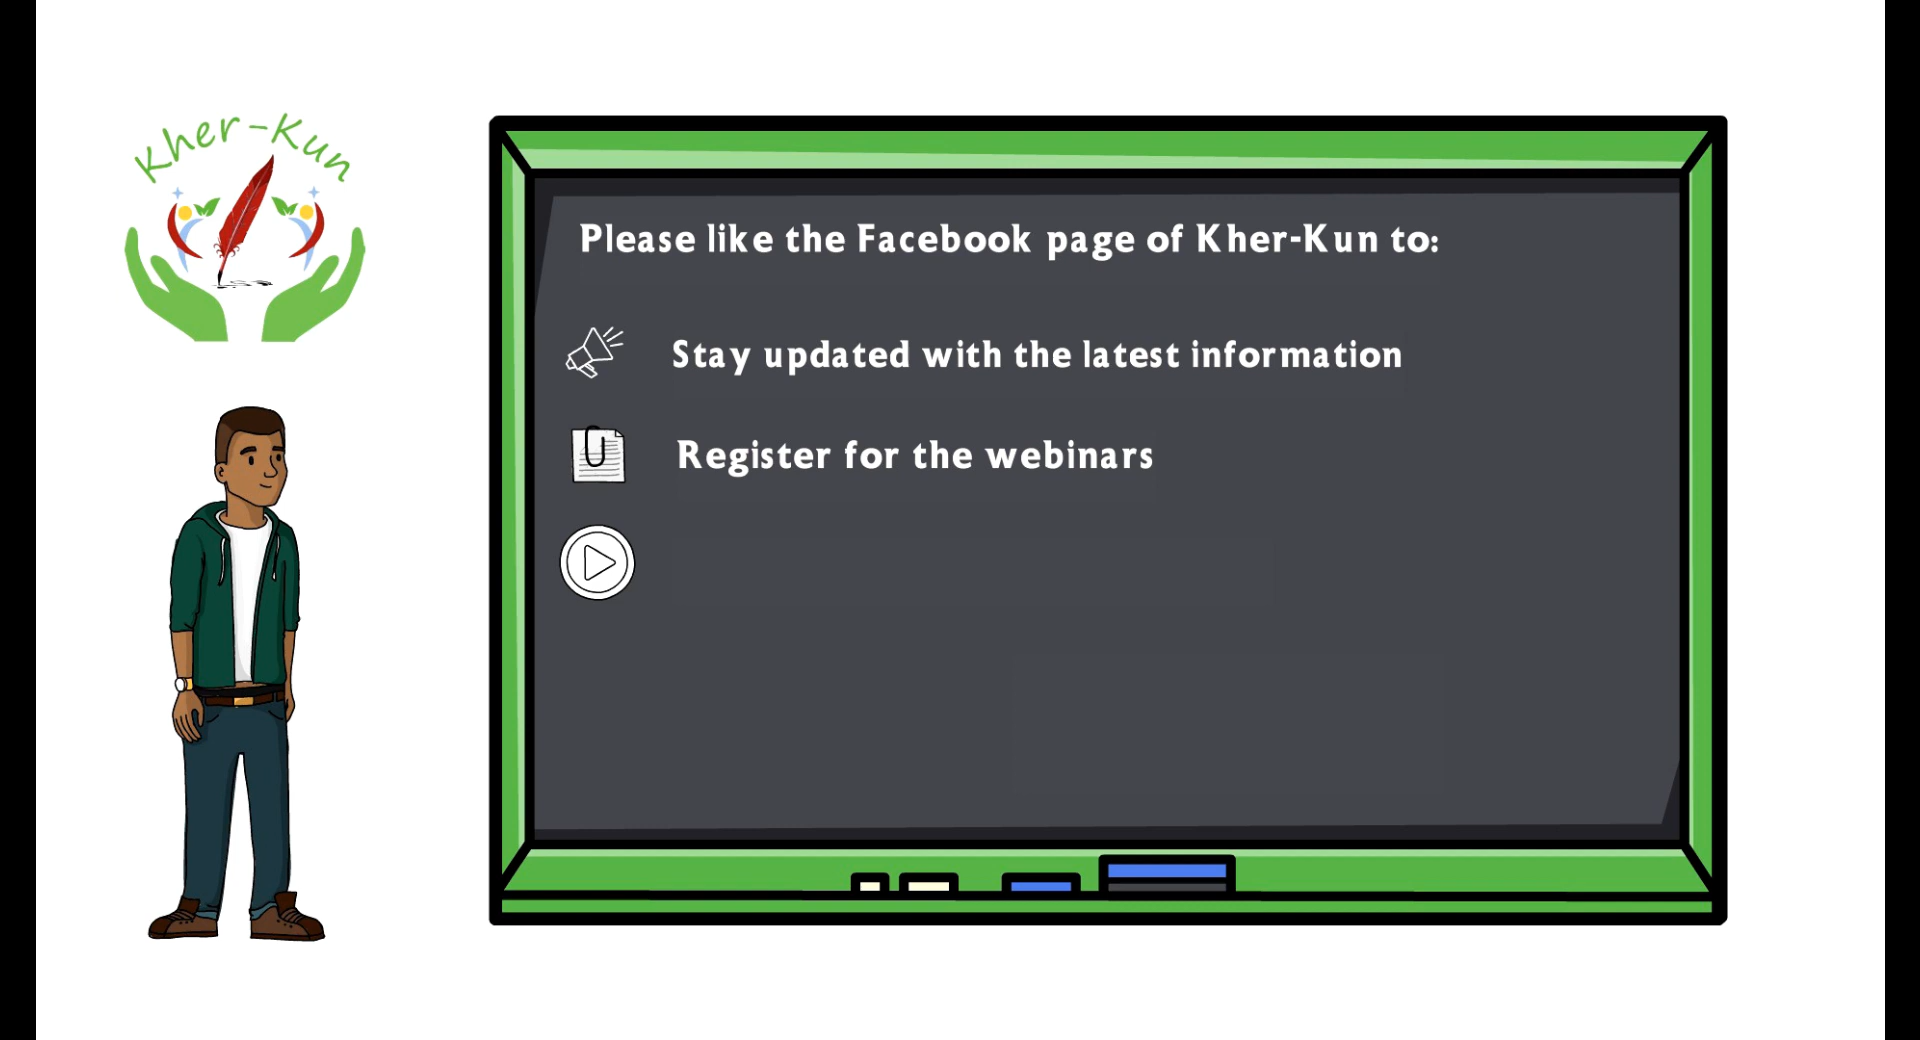 Kher-Kun
Please like the Facebook page of Kher-Kun to:
Stay updated with the latest information
Register for the webinars